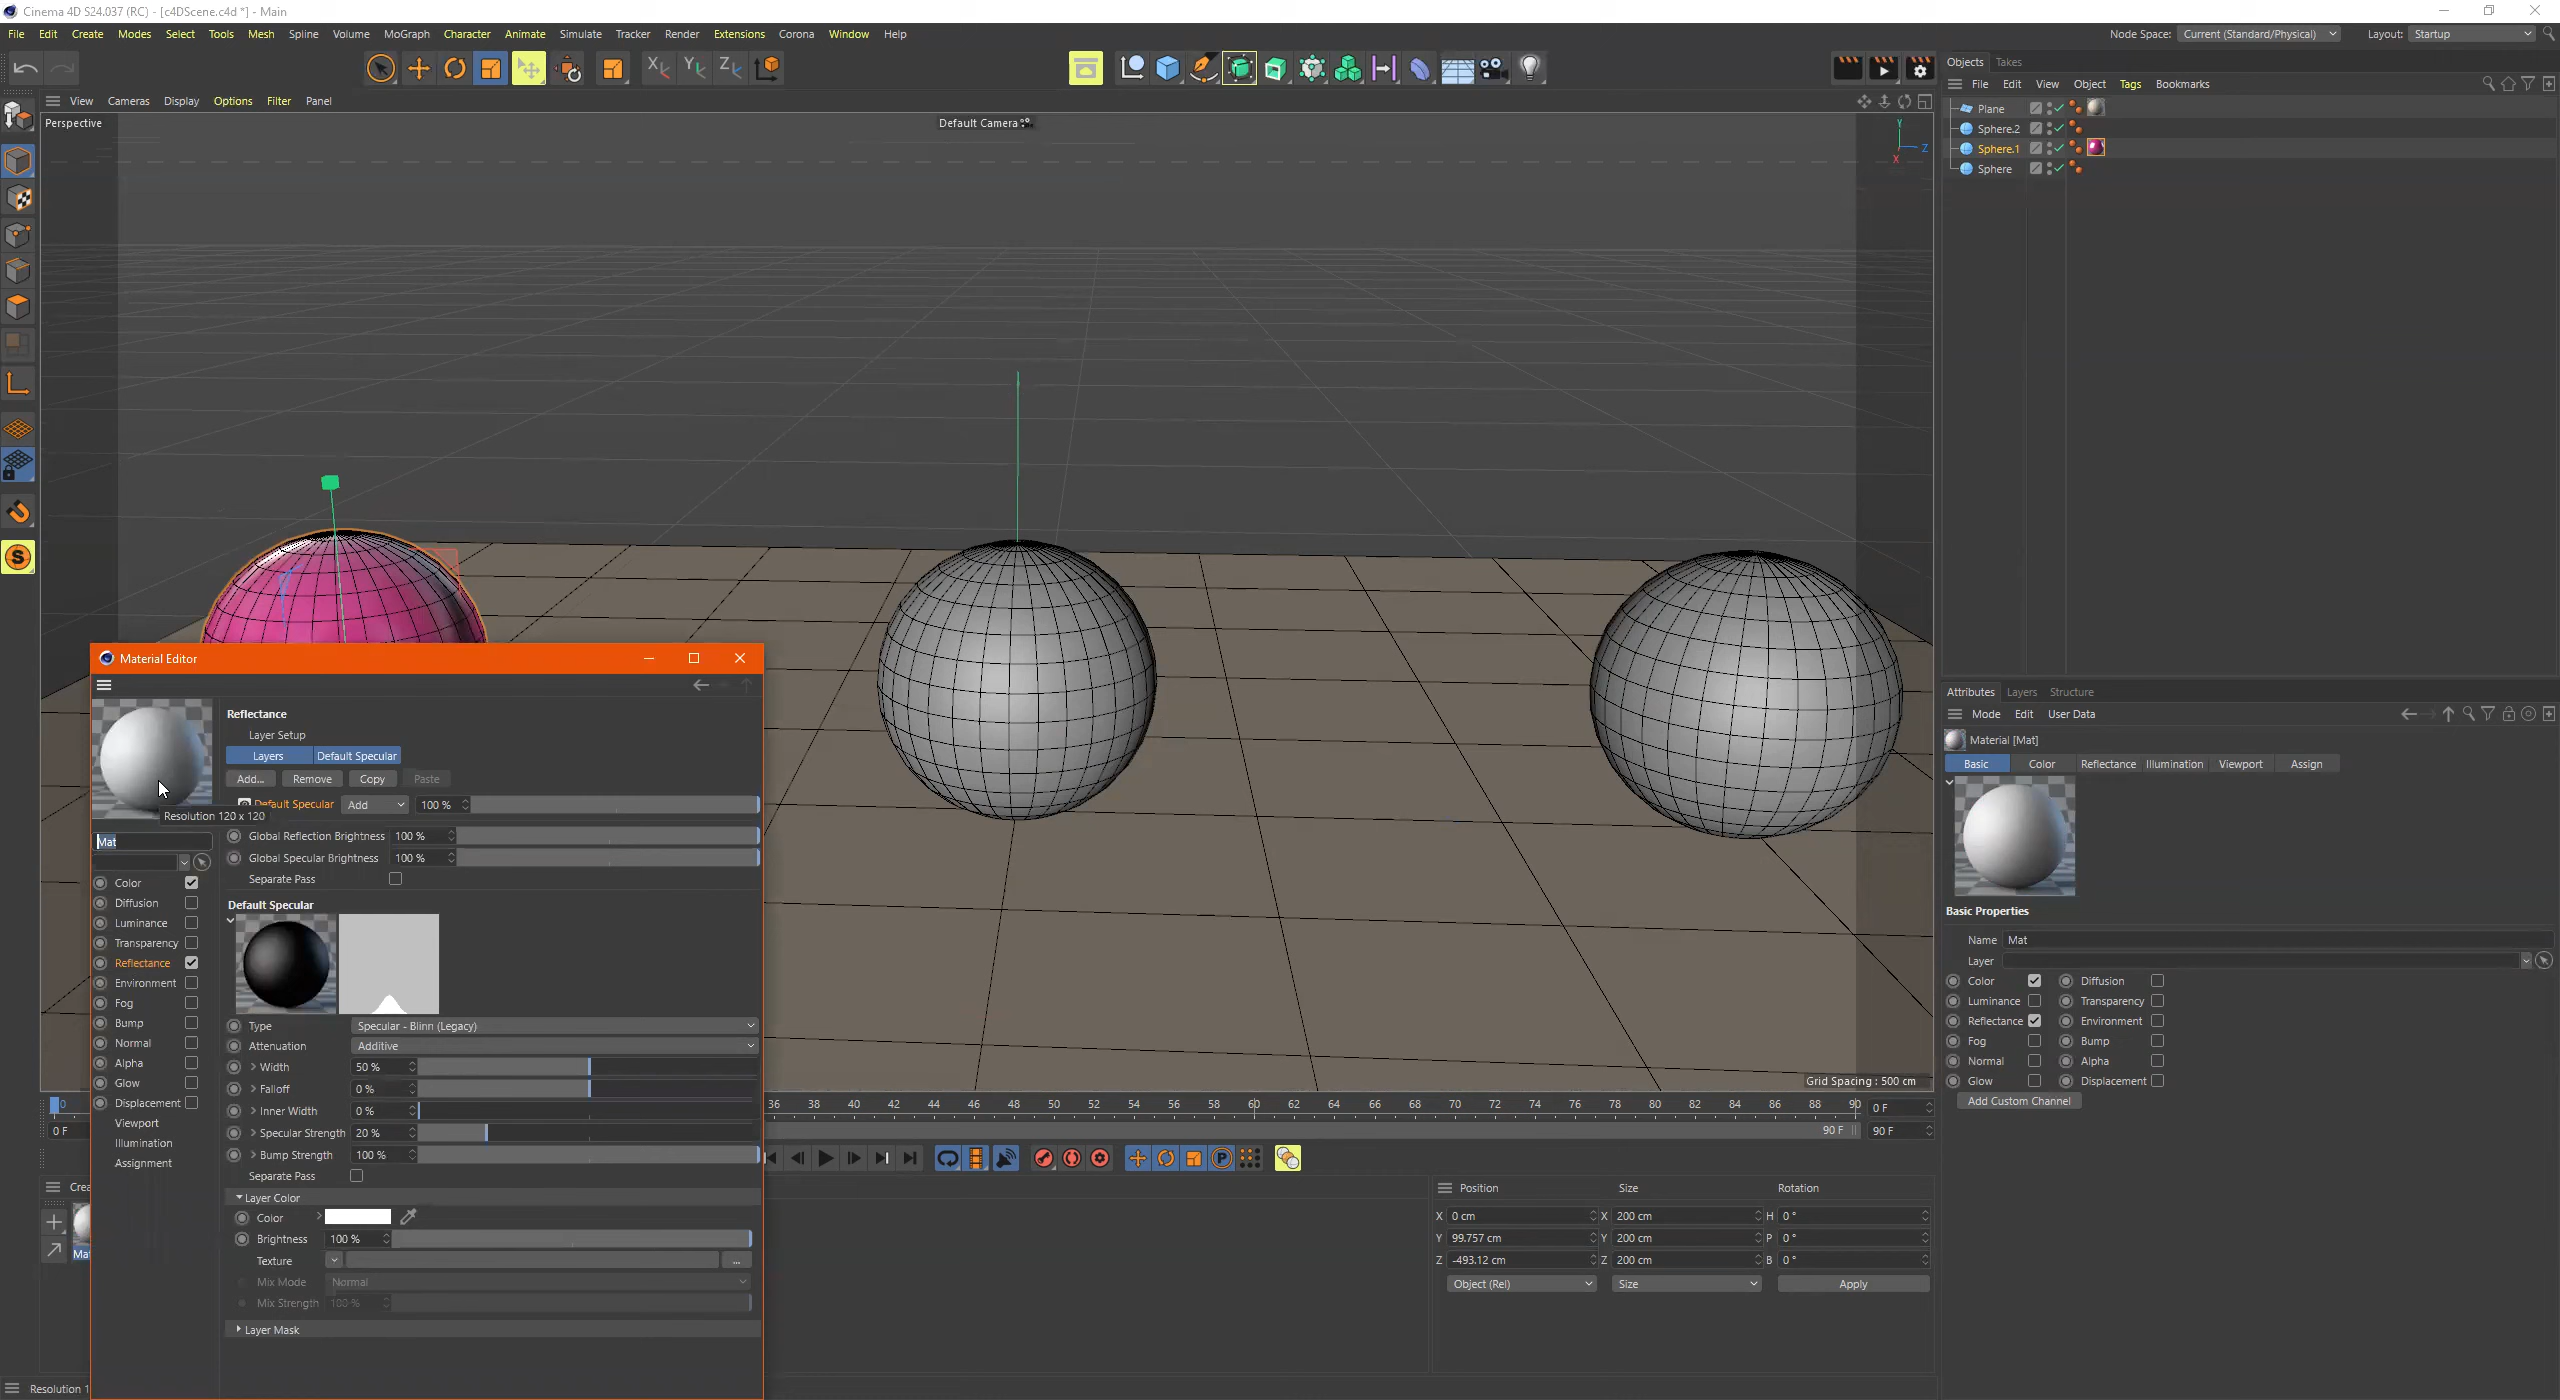 Cinema 4D S24.037 (RC) - [c4DScene.c4d *] - Main
File Edit Create Modes Select Tools Mesh Spline Volume MoGraph Character Animate Simulate Tracker Render Extensions Corona Window Help
Node Space: Current (Standard/Physical) Layout: Startup
View Cameras Display Options Filter Panel
Perspective
Default Camera
Y
Z
X
Grid Spacing : 500 cm
Objects Takes
File Edit View Object Tags Bookmarks
Plane
Sphere.2
Sphere.1
Sphere
Material Editor
Resolution 120 x 120
Mat
Color
Diffusion
Luminance
Transparency
Reflectance
Environment
Fog
Bump
Normal
Alpha
Glow
Displacement
Viewport
Illumination
Assignment
Reflectance
Layer Setup
Layers Default Specular
Add... Remove Copy Paste
Default Specular Add 100 %
Global Reflection Brightness 100 %
Global Specular Brightness 100 %
Separate Pass
Default Specular
Type Specular - Blinn (Legacy)
Attenuation Additive
Width 50 %
Falloff 0 %
Inner Width 0 %
Specular Strength 20 %
Bump Strength 100 %
Separate Pass
Layer Color
Color
Brightness 100 %
Texture ...
Mix Mode Normal
Mix Strength 100 %
Layer Mask
Attributes Layers Structure
Mode Edit User Data
Material [Mat]
Basic Color Reflectance Illumination Viewport Assign
Basic Properties
Name Mat
Layer
Color Diffusion
Luminance Transparency
Reflectance Environment
Fog Bump
Normal Alpha
Glow Displacement
Add Custom Channel
0 36 38 40 42 44 46 48 50 52 54 56 58 60 62 64 66 68 70 72 74 76 78 80 82 84 86 88 90 0 F
0 F 90 F 90 F
Position Size Rotation
X 0 cm X 200 cm H 0 °
Y 99.757 cm Y 200 cm P 0 °
Z -493.12 cm Z 200 cm B 0 °
Object (Rel) Size Apply